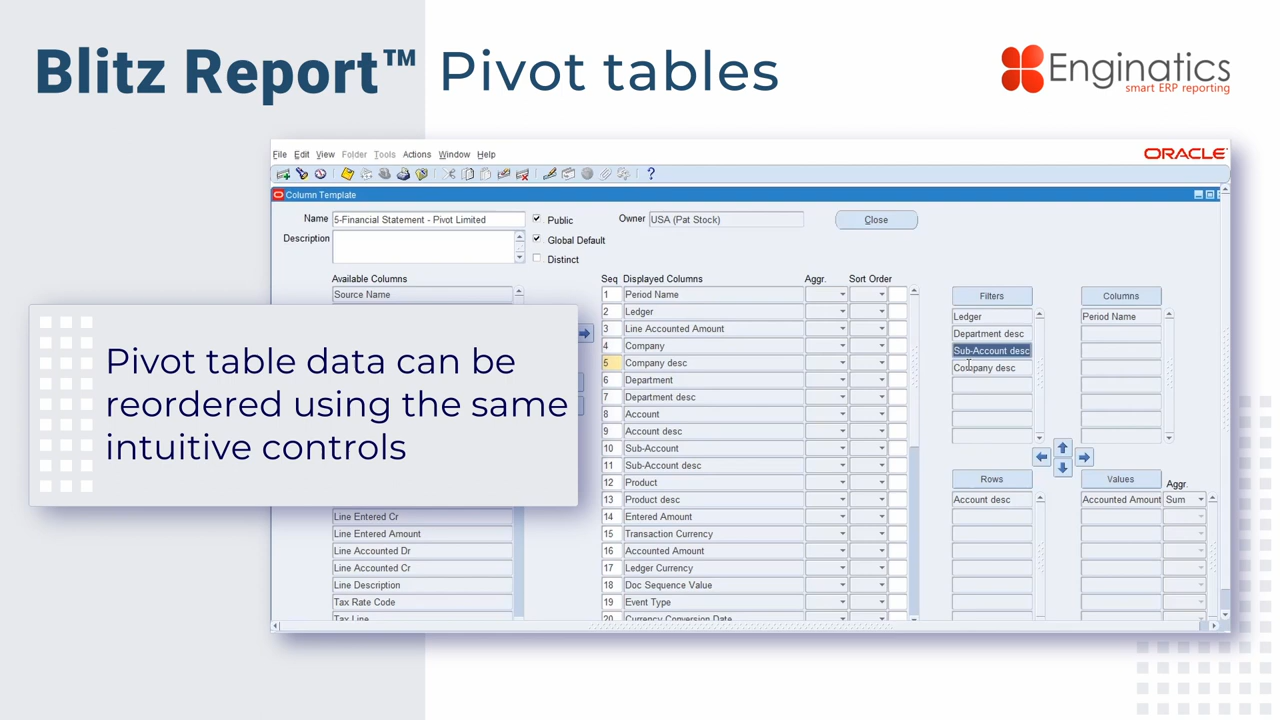 Blitz Report™ Pivot tables
Enginatics
smart ERP reporting
File Edit View Folder Tools Actions Window Help
ORACLE
Column Template
Name 5-Financial Statement - Pivot Limited
Public
Owner USA (Pat Stock)
Close
Description
Global Default
Distinct
Available Columns
Source Name
Pivot table data can be
reordered using the same
intuitive controls
Line Entered Cr
Line Entered Amount
Line Accounted Dr
Line Accounted Cr
Line Description
Tax Rate Code
Tax Line
Seq Displayed Columns Aggr. Sort Order
1 Period Name
2 Ledger
3 Line Accounted Amount
4 Company
5 Company desc
6 Department
7 Department desc
8 Account
9 Account desc
10 Sub-Account
11 Sub-Account desc
12 Product
13 Product desc
14 Entered Amount
15 Transaction Currency
16 Accounted Amount
17 Ledger Currency
18 Doc Sequence Value
19 Event Type
20 Currency Conversion Date
Filters
Ledger
Department desc
Sub-Account desc
Company desc
Columns
Period Name
Rows
Account desc
Values Aggr.
Accounted Amount Sum